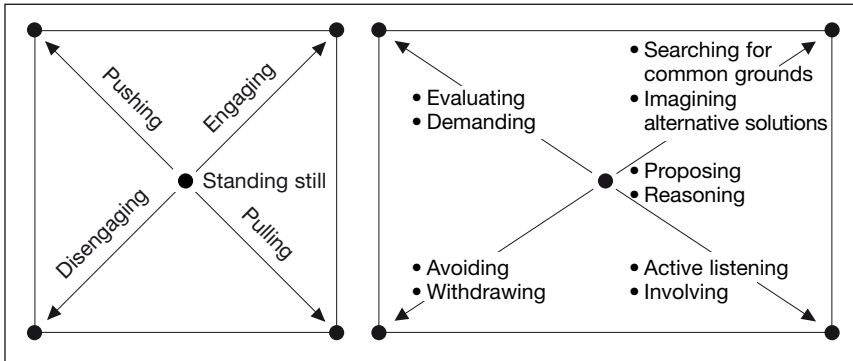 Pushing
Engaging
Standing still
Disengaging
Pulling
• Evaluating
• Demanding
• Searching for
common grounds
• Imagining
alternative solutions
• Proposing
• Reasoning
• Avoiding
• Withdrawing
• Active listening
• Involving